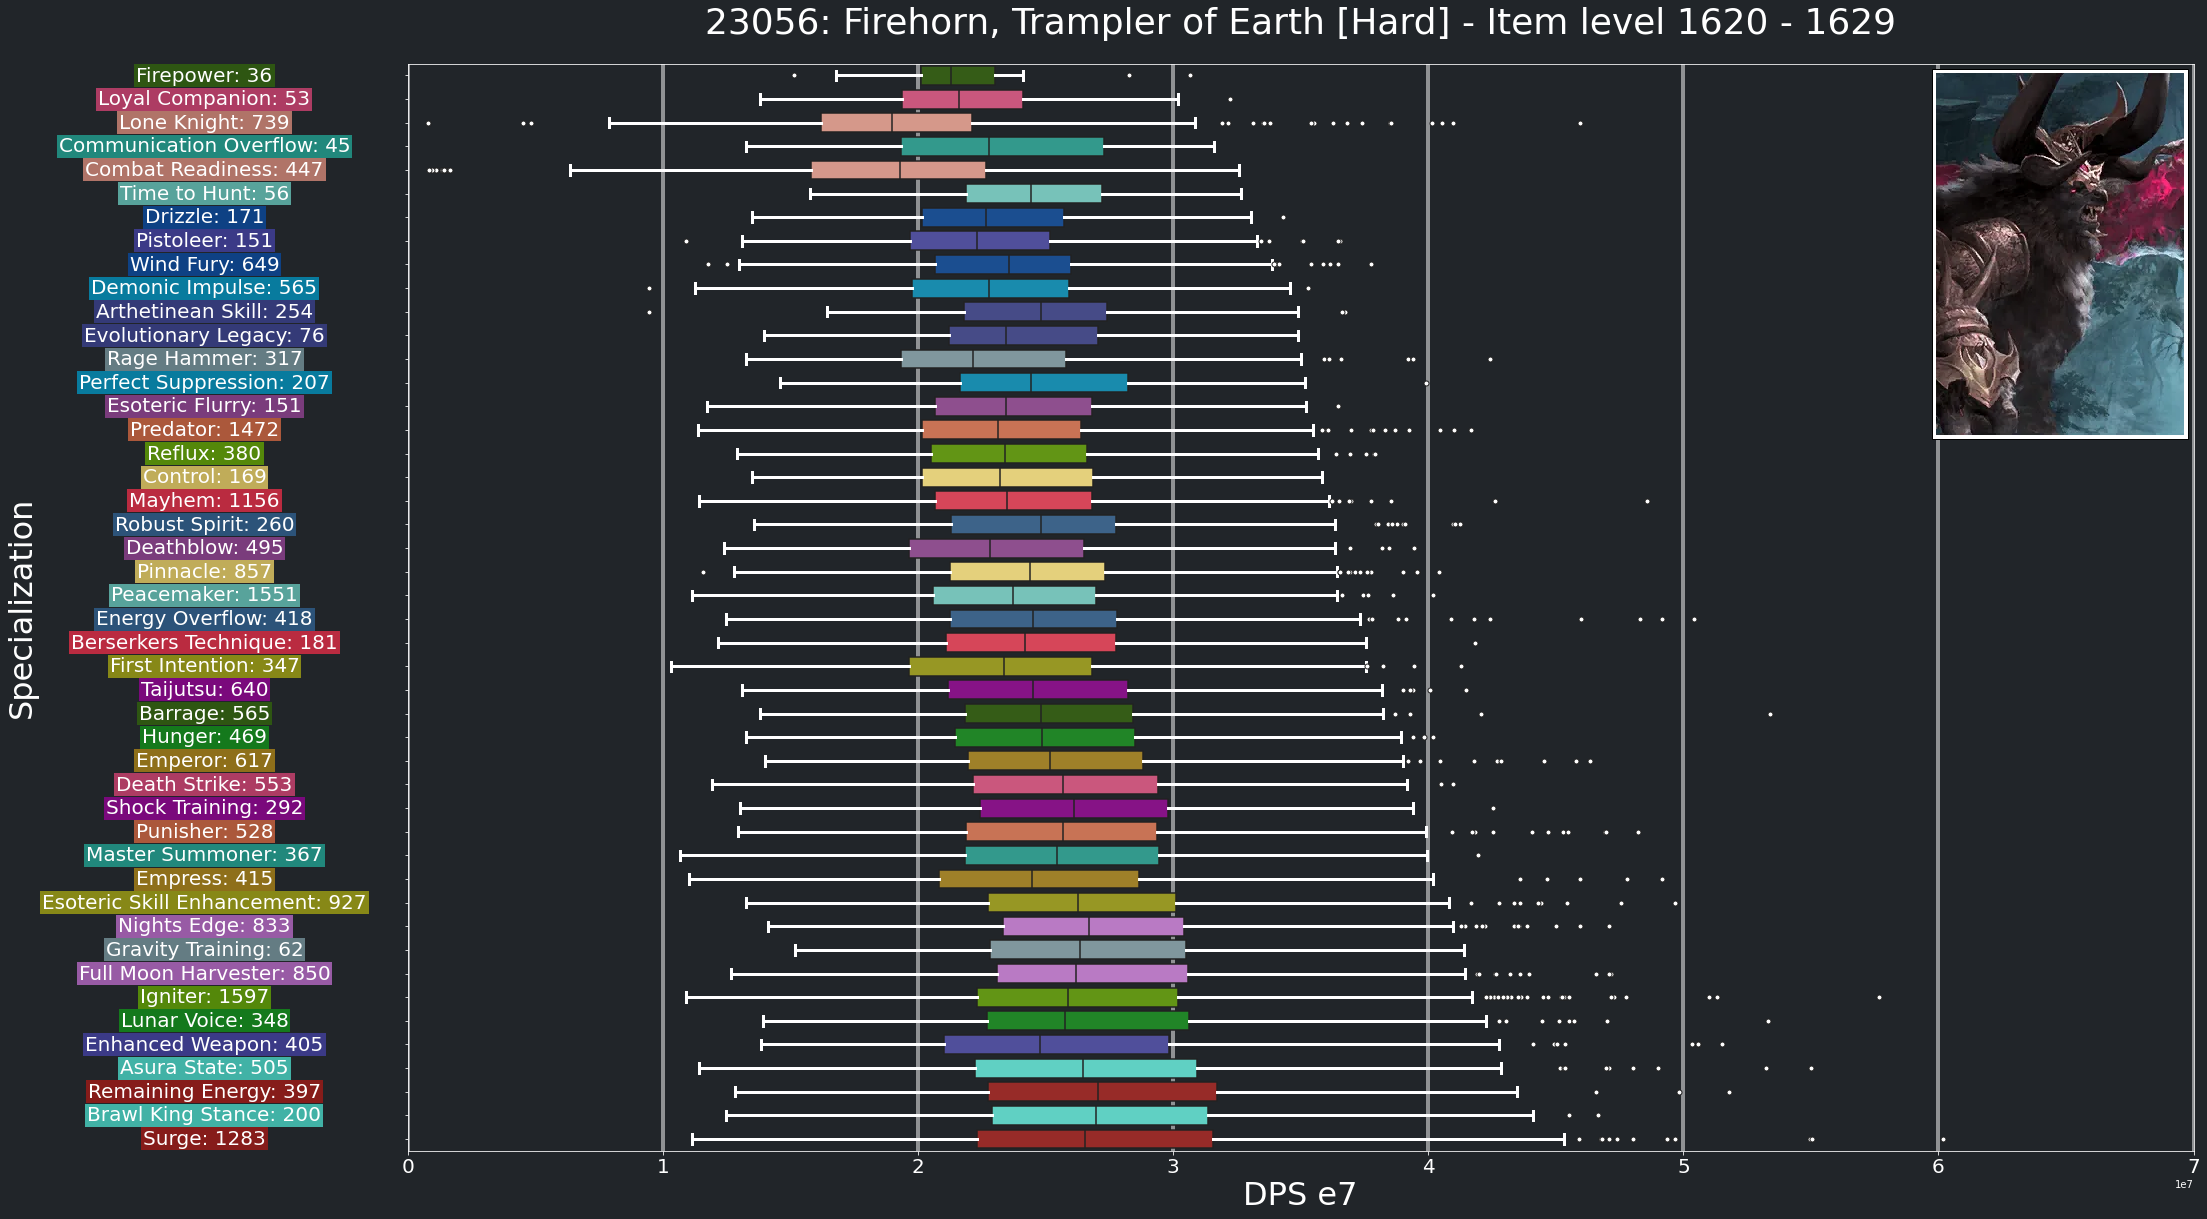 23056: Firehorn, Trampler of Earth [Hard] - Item level 1620 - 1629
Specialization
Firepower: 36
Loyal Companion: 53
Lone Knight: 739
Communication Overflow: 45
Combat Readiness: 447
Time to Hunt: 56
Drizzle: 171
Pistoleer: 151
Wind Fury: 649
Demonic Impulse: 565
Arthetinean Skill: 254
Evolutionary Legacy: 76
Rage Hammer: 317
Perfect Suppression: 207
Esoteric Flurry: 151
Predator: 1472
Reflux: 380
Control: 169
Mayhem: 1156
Robust Spirit: 260
Deathblow: 495
Pinnacle: 857
Peacemaker: 1551
Energy Overflow: 418
Berserkers Technique: 181
First Intention: 347
Taijutsu: 640
Barrage: 565
Hunger: 469
Emperor: 617
Death Strike: 553
Shock Training: 292
Punisher: 528
Master Summoner: 367
Empress: 415
Esoteric Skill Enhancement: 927
Nights Edge: 833
Gravity Training: 62
Full Moon Harvester: 850
Igniter: 1597
Lunar Voice: 348
Enhanced Weapon: 405
Asura State: 505
Remaining Energy: 397
Brawl King Stance: 200
Surge: 1283
0 1 2 3 4 5 6 7
1e7
DPS e7